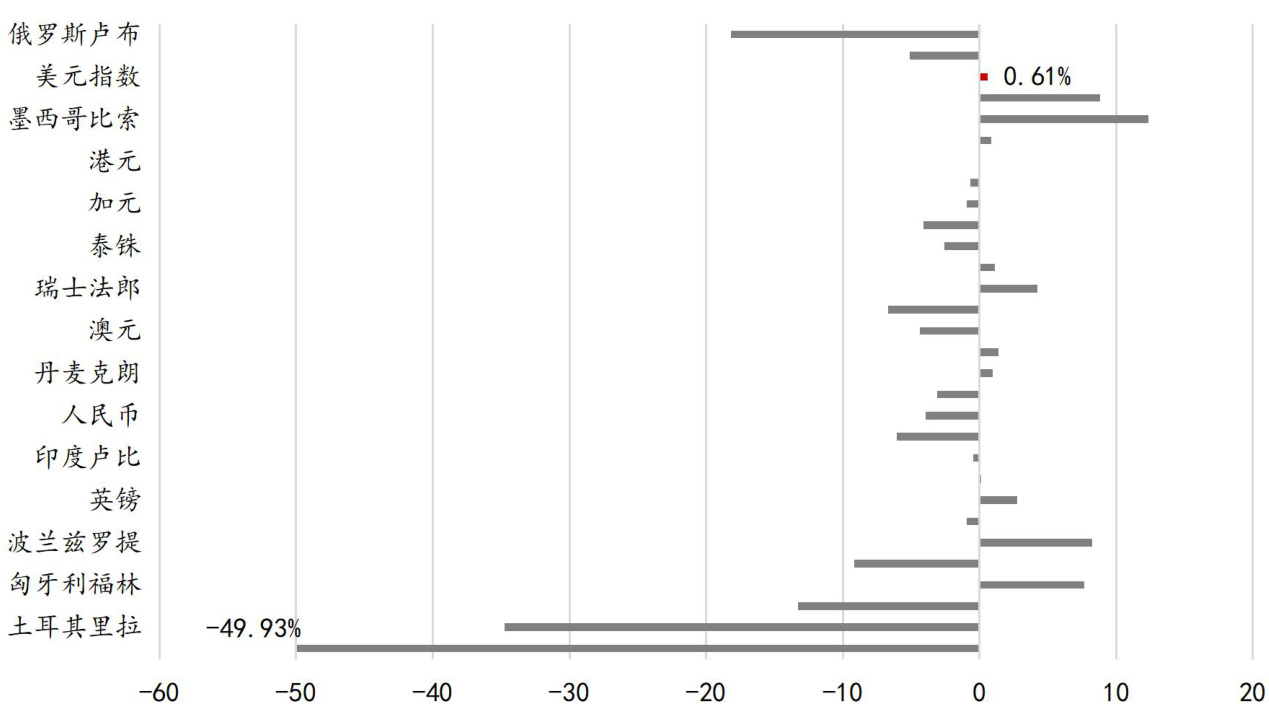 俄罗斯卢布
美元指数
0.61%
墨西哥比索
港元
加元
泰铢
瑞士法郎
澳元
丹麦克朗
人民币
印度卢比
英镑
波兰兹罗提
匈牙利福林
土耳其里拉
-49.93%
-60 -50 -40 -30 -20 -10 0 10 20